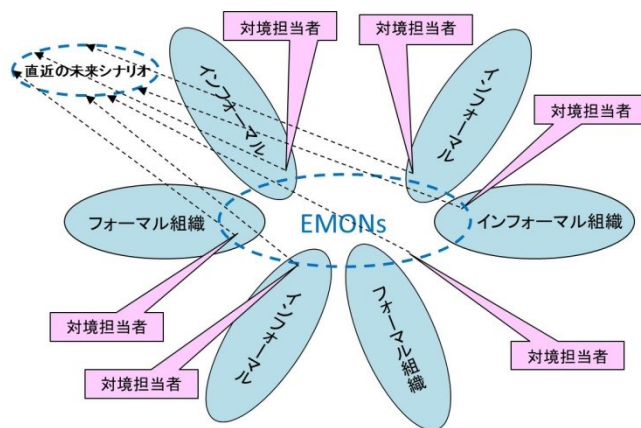 対境担当者
対境担当者
直近の未来シナリオ
インフォーマル
インフォーマル
対境担当者
フォーマル組織
EMONs
インフォーマル組織
対境担当者
インフォーマル
フォーマル組織
対境担当者
対境担当者